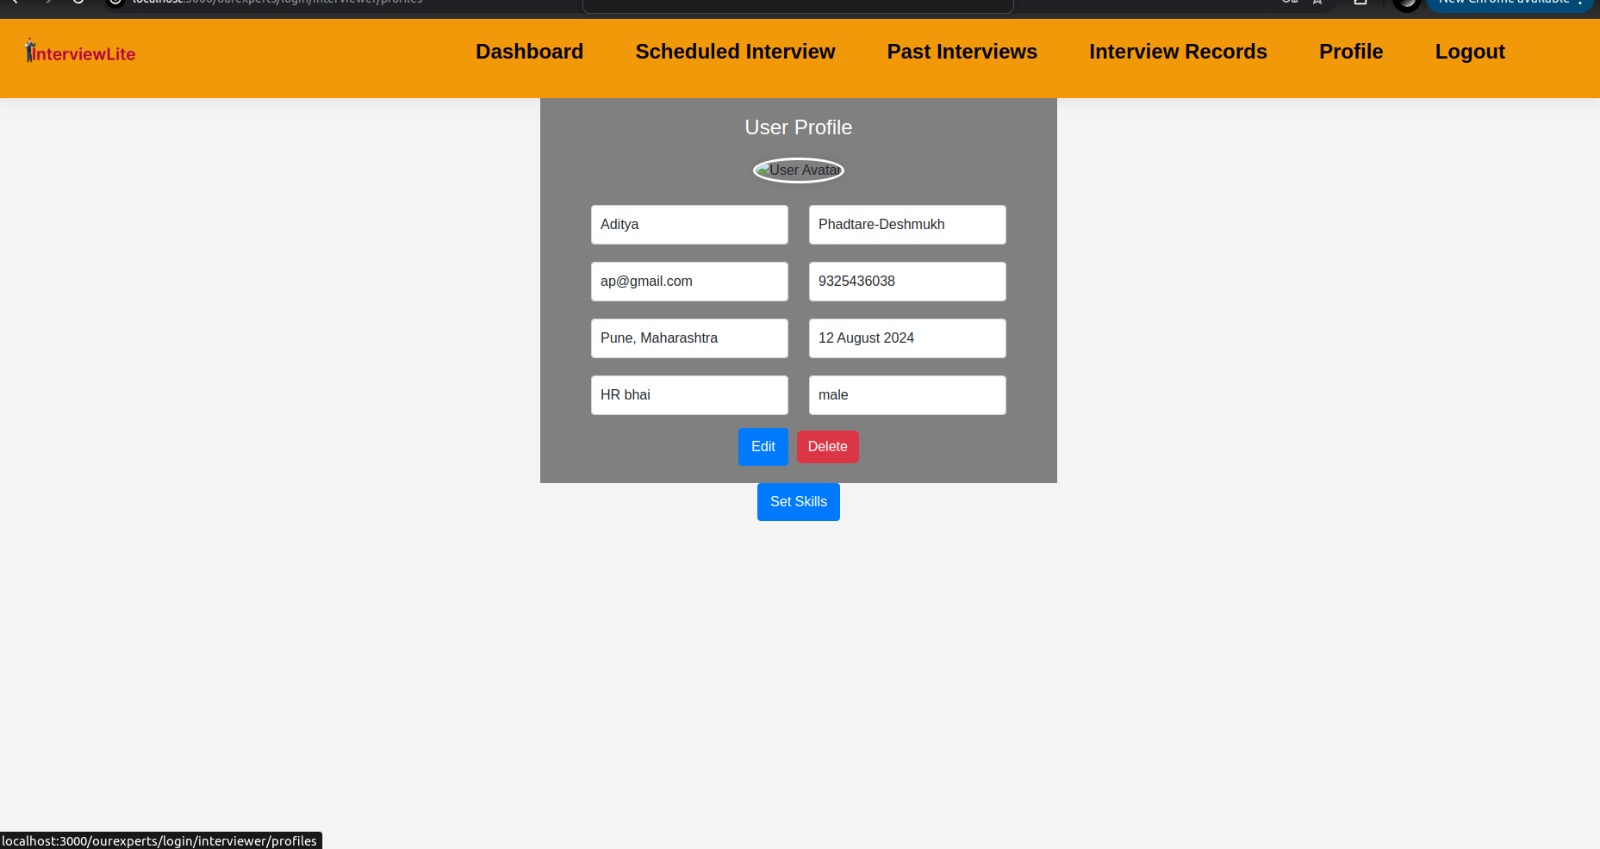 InterviewLite
Dashboard Scheduled Interview Past Interviews Interview Records Profile Logout
User Profile
User Avatar
Aditya Phadtare-Deshmukh
ap@gmail.com 9325436038
Pune, Maharashtra 12 August 2024
HR bhai male
Edit Delete
Set Skills
localhost:3000/ourexperts/login/interviewer/profiles